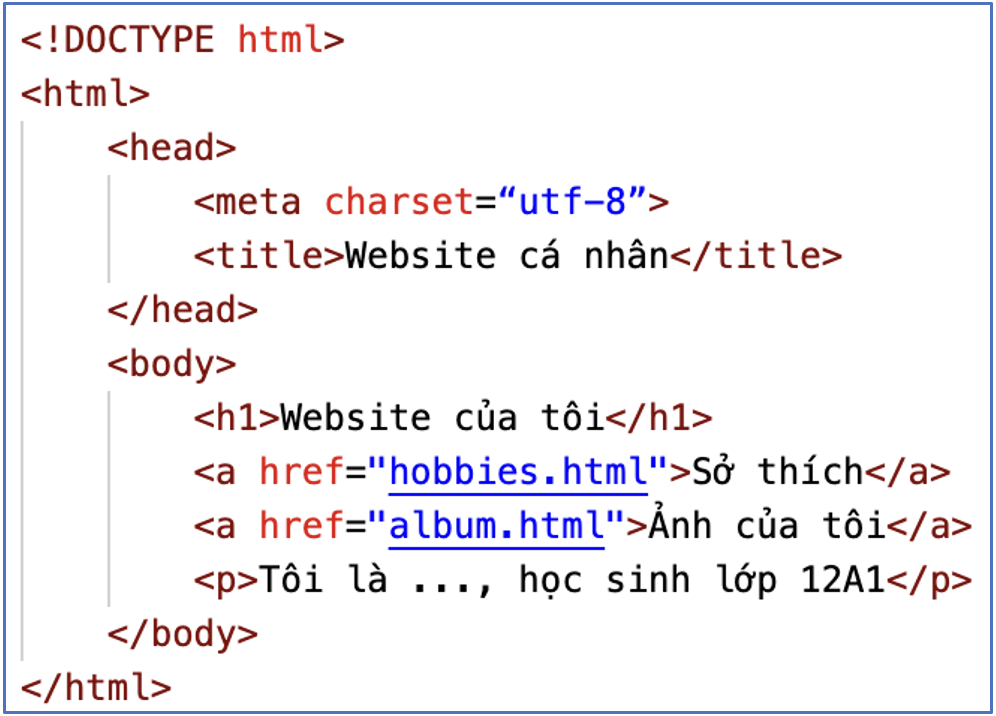 <!DOCTYPE html>
<html>
<head>
<meta charset=“utf-8”>
<title>Website cá nhân</title>
</head>
<body>
<h1>Website của tôi</h1>
<a href="hobbies.html">Sở thích</a>
<a href="album.html">Ảnh của tôi</a>
<p>Tôi là ..., học sinh lớp 12A1</p>
</body>
</html>